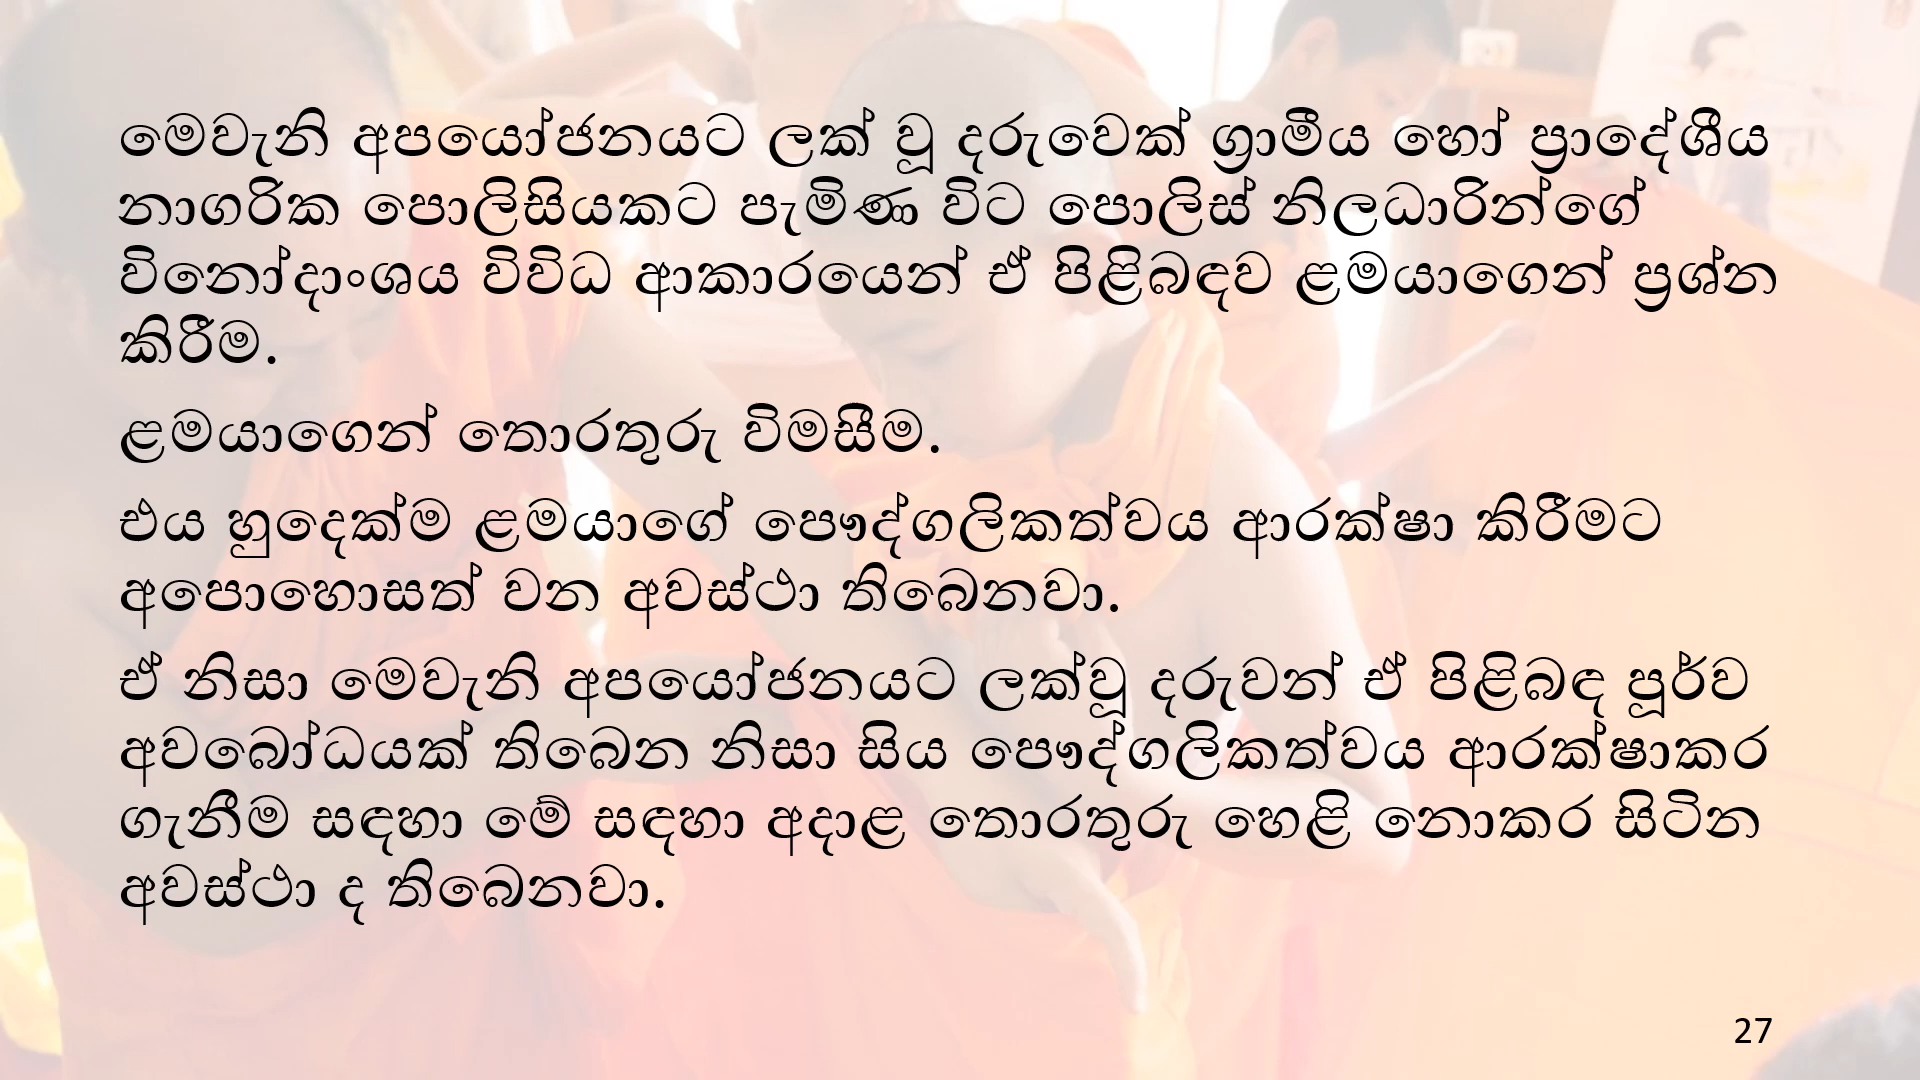 මෙවැනි අපයෝජනයට ලක් වූ දරුවෙක් ග්‍රාමීය හෝ ප්‍රාදේශීය
නාගරික පොලිසියකට පැමිණ විට පොලිස් නිලධාරින්ගේ
විනෝදාංශය විවිධ ආකාරයෙන් ඒ පිළිබඳව ළමයාගෙන් ප්‍රශ්න
කිරීම.
ළමයාගෙන් තොරතුරු විමසීම.
එය හුදෙක්ම ළමයාගේ පෞද්ගලිකත්වය ආරක්ෂා කිරීමට
අපොහොසත් වන අවස්ථා තිබෙනවා.
ඒ නිසා මෙවැනි අපයෝජනයට ලක්වූ දරුවන් ඒ පිළිබඳ පූර්ව
අවබෝධයක් තිබෙන නිසා සිය පෞද්ගලිකත්වය ආරක්ෂාකර
ගැනීම සඳහා මේ සඳහා අදාළ තොරතුරු හෙළි නොකර සිටින
අවස්ථා ද තිබෙනවා.
27